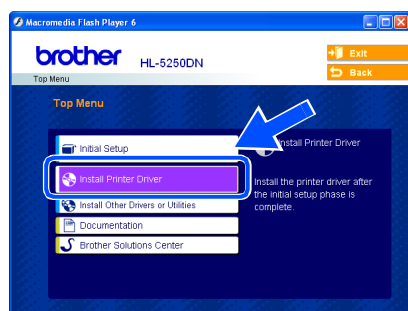 Macromedia Flash Player 6
brother HL-5250DN
Exit
Back
Top Menu
Top Menu
Initial Setup
Install Printer Driver
Install Other Drivers or Utilities
Documentation
Brother Solutions Center
Install Printer Driver
Install the printer driver after
the initial setup phase is
complete.